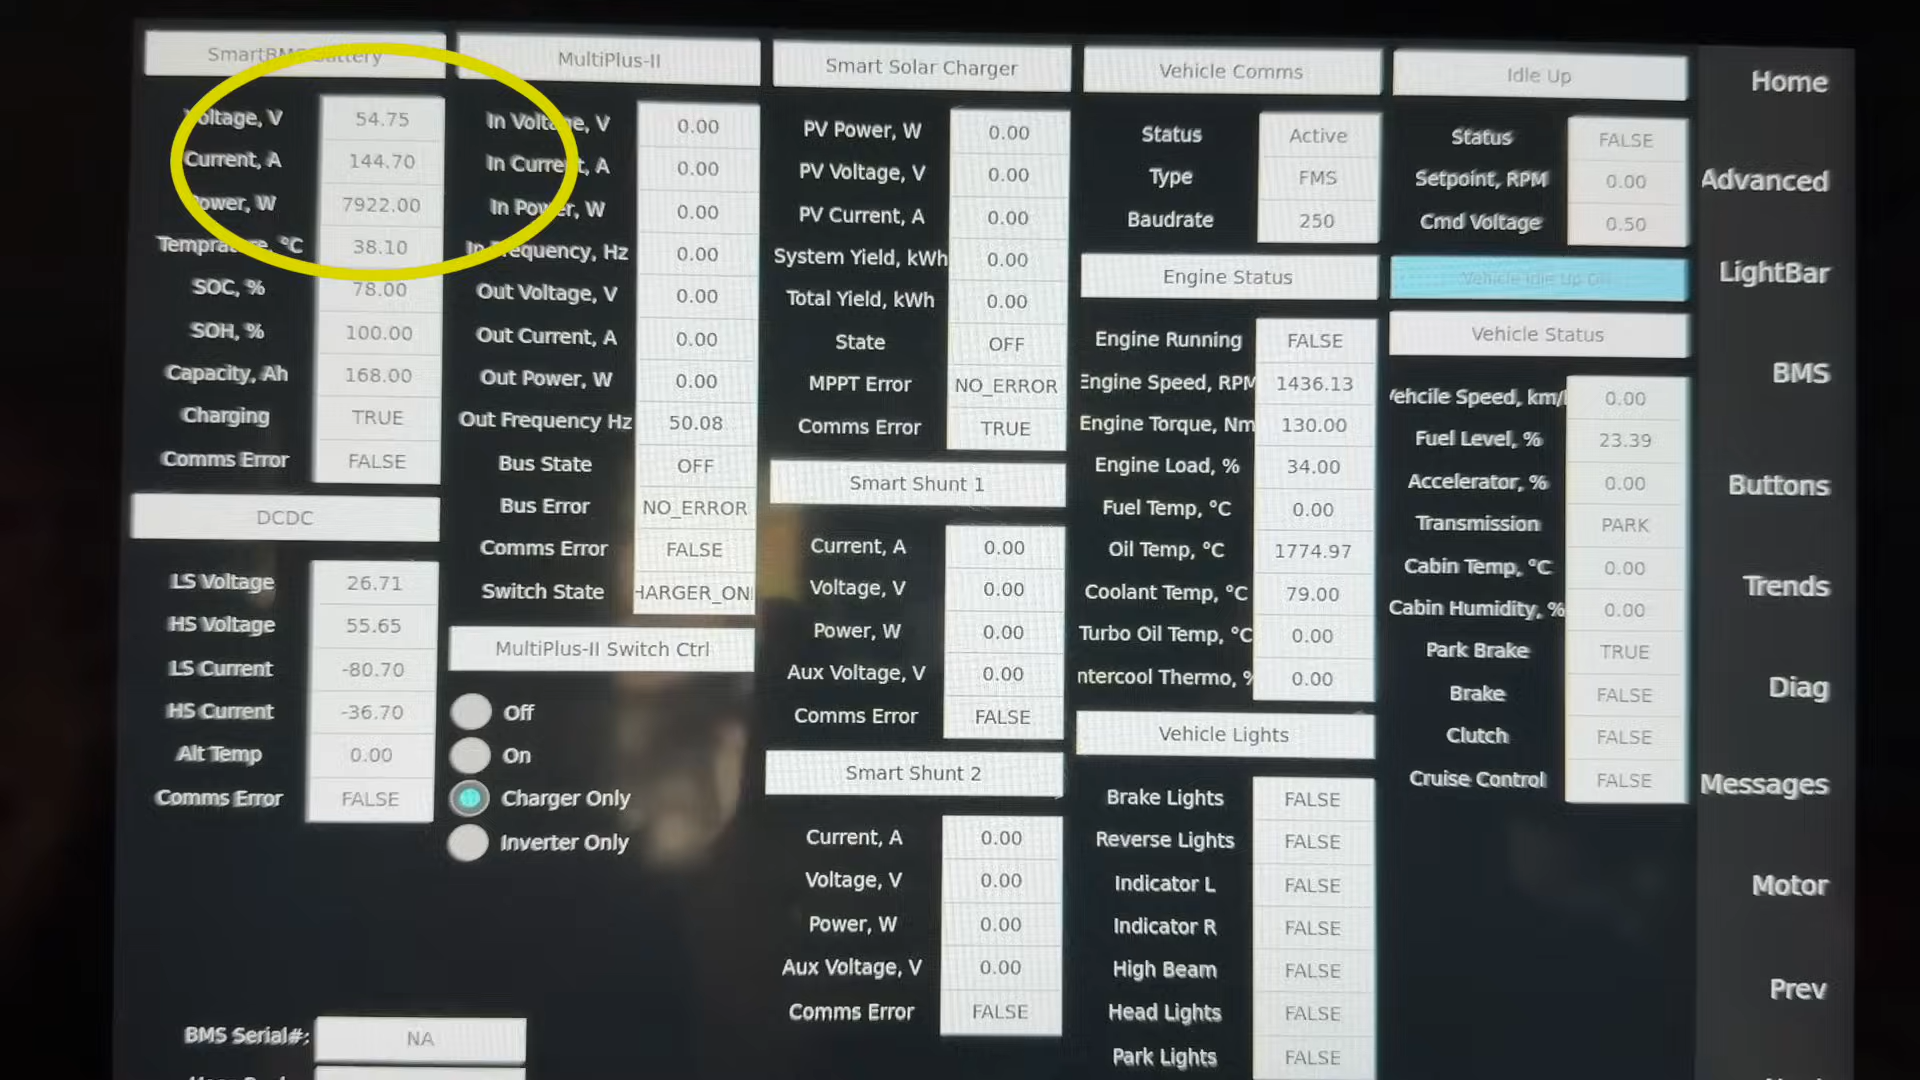 SmartBMS Battery
Voltage, V 54.75
Current, A 144.70
Power, W 7922.00
Temprature, °C 38.10
SOC, % 78.00
SOH, % 100.00
Capacity, Ah 168.00
Charging TRUE
Comms Error FALSE
DCDC
LS Voltage 26.71
HS Voltage 55.65
LS Current -80.70
HS Current -36.70
Alt Temp 0.00
Comms Error FALSE
BMS Serial#: NA
MultiPlus-II
In Voltage, V 0.00
In Current, A 0.00
In Power, W 0.00
In Frequency, Hz 0.00
Out Voltage, V 0.00
Out Current, A 0.00
Out Power, W 0.00
Out Frequency Hz 50.08
Bus State OFF
Bus Error NO_ERROR
Comms Error FALSE
Switch State HARGER_ONI
MultiPlus-II Switch Ctrl
Off
On
Charger Only
Inverter Only
Smart Solar Charger
PV Power, W 0.00
PV Voltage, V 0.00
PV Current, A 0.00
System Yield, kWh 0.00
Total Yield, kWh 0.00
State OFF
MPPT Error NO_ERROR
Comms Error TRUE
Smart Shunt 1
Current, A 0.00
Voltage, V 0.00
Power, W 0.00
Aux Voltage, V 0.00
Comms Error FALSE
Smart Shunt 2
Current, A 0.00
Voltage, V 0.00
Power, W 0.00
Aux Voltage, V 0.00
Comms Error FALSE
Vehicle Comms
Status Active
Type FMS
Baudrate 250
Engine Status
Engine Running FALSE
Engine Speed, RPM 1436.13
Engine Torque, Nm 130.00
Engine Load, % 34.00
Fuel Temp, °C 0.00
Oil Temp, °C 1774.97
Coolant Temp, °C 79.00
Turbo Oil Temp, °C 0.00
ntercool Thermo, % 0.00
Vehicle Lights
Brake Lights FALSE
Reverse Lights FALSE
Indicator L FALSE
Indicator R FALSE
High Beam FALSE
Head Lights FALSE
Park Lights FALSE
Idle Up
Status FALSE
Setpoint, RPM 0.00
Cmd Voltage 0.50
Vehicle Idle Up
Vehicle Status
Vehcile Speed, km/ 0.00
Fuel Level, % 23.39
Accelerator, % 0.00
Transmission PARK
Cabin Temp, °C 0.00
Cabin Humidity, % 0.00
Park Brake TRUE
Brake FALSE
Clutch FALSE
Cruise Control FALSE
Home
Advanced
LightBar
BMS
Buttons
Trends
Diag
Messages
Motor
Prev